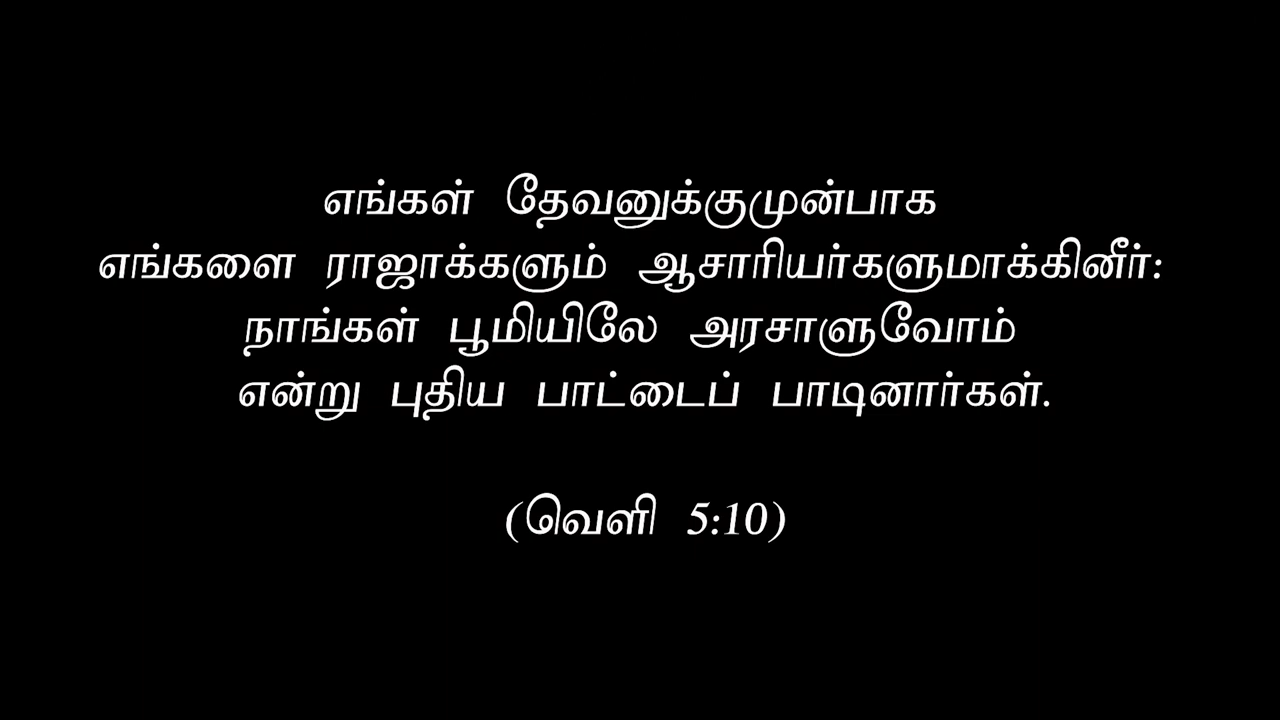 எங்கள் தேவனுக்குமுன்பாக
எங்களை ராஜாக்களும் ஆசாரியர்களுமாக்கினீர்:
நாங்கள் பூமியிலே அரசாளுவோம்
என்று புதிய பாட்டைப் பாடினார்கள்.
(வெளி 5:10)